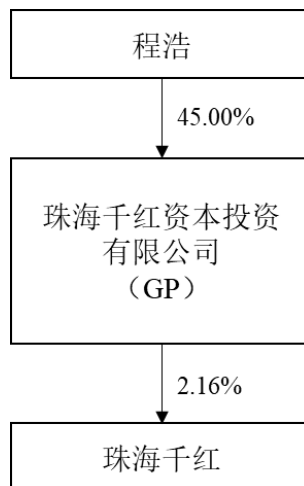 程浩
45.00%
珠海千红资本投资
有限公司
（GP）
2.16%
珠海千红